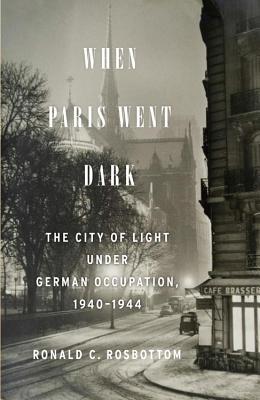 WHEN
PARIS WENT
DARK
THE CITY OF LIGHT
UNDER
GERMAN OCCUPATION,
1940–1944
RONALD C. ROSBOTTOM
CAFE BRASSERIE